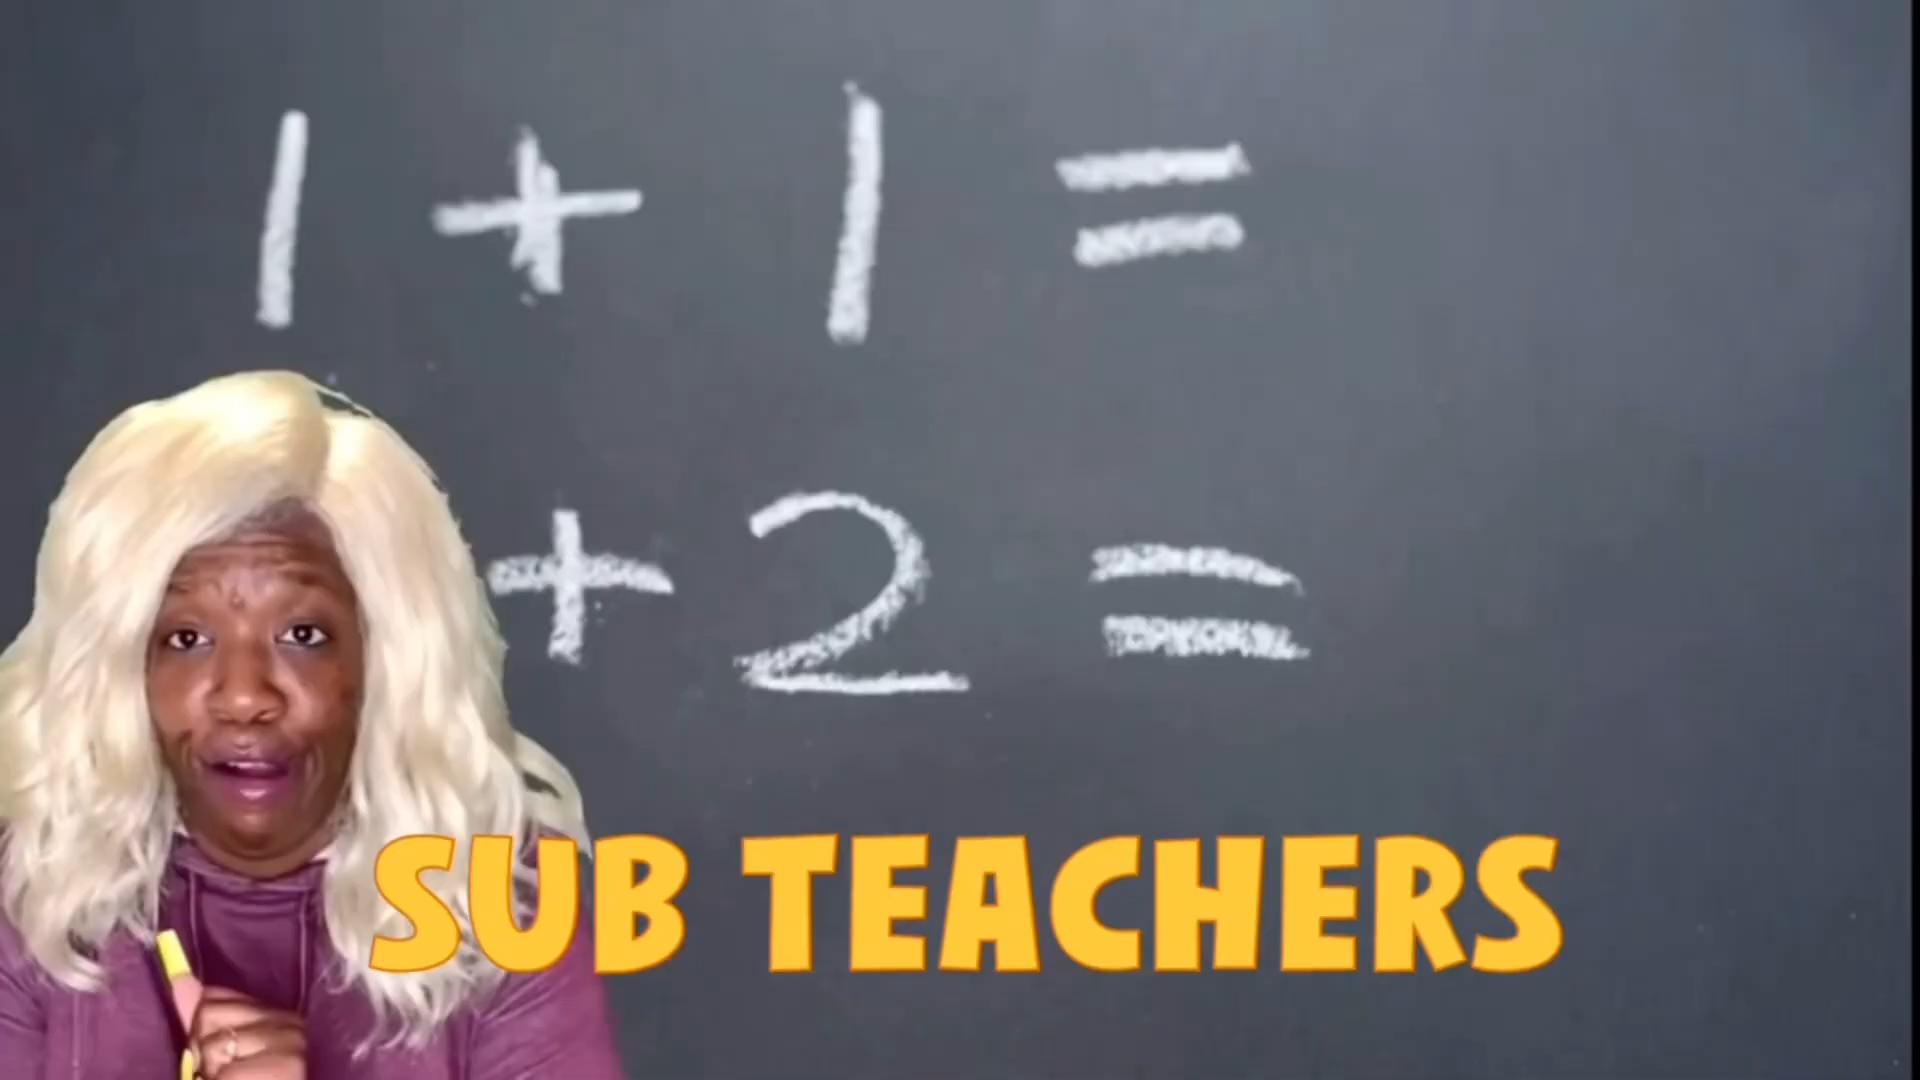 1 + 1 =
+ 2 =
SUB TEACHERS